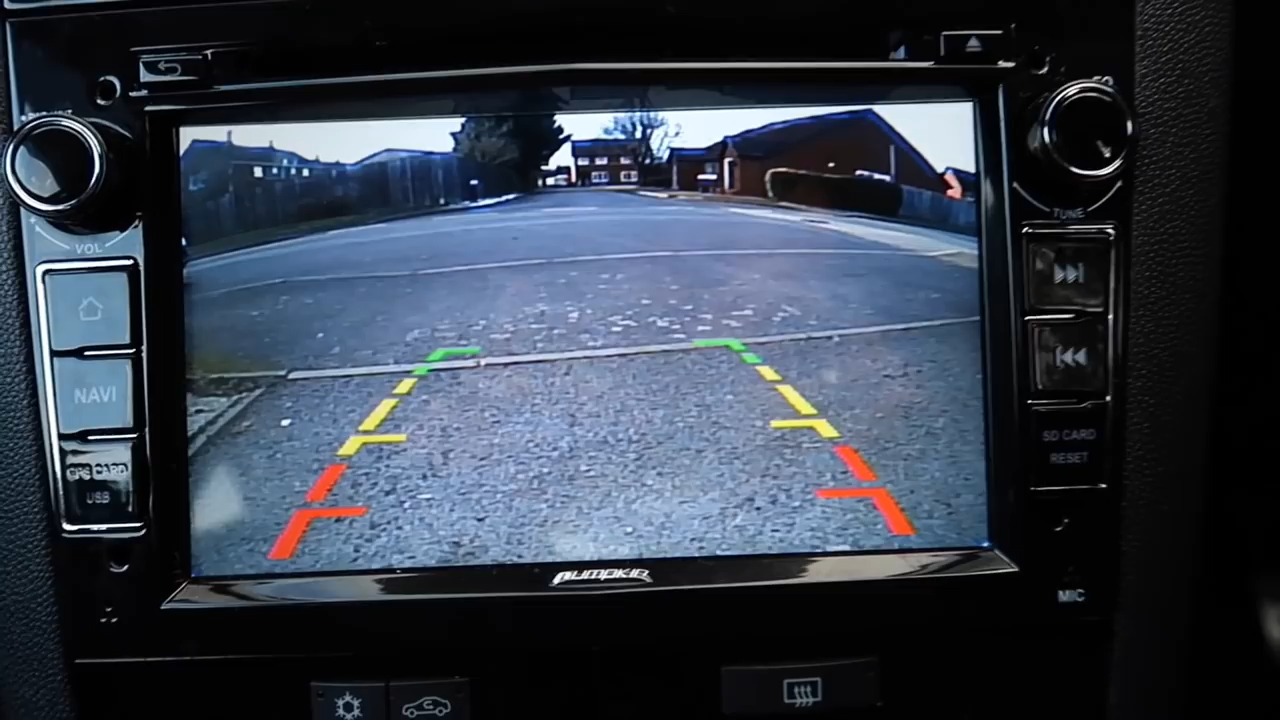 VOL
TUNE
NAVI
GPS CARD
USB
SD CARD
RESET
PUMPKIN
MIC